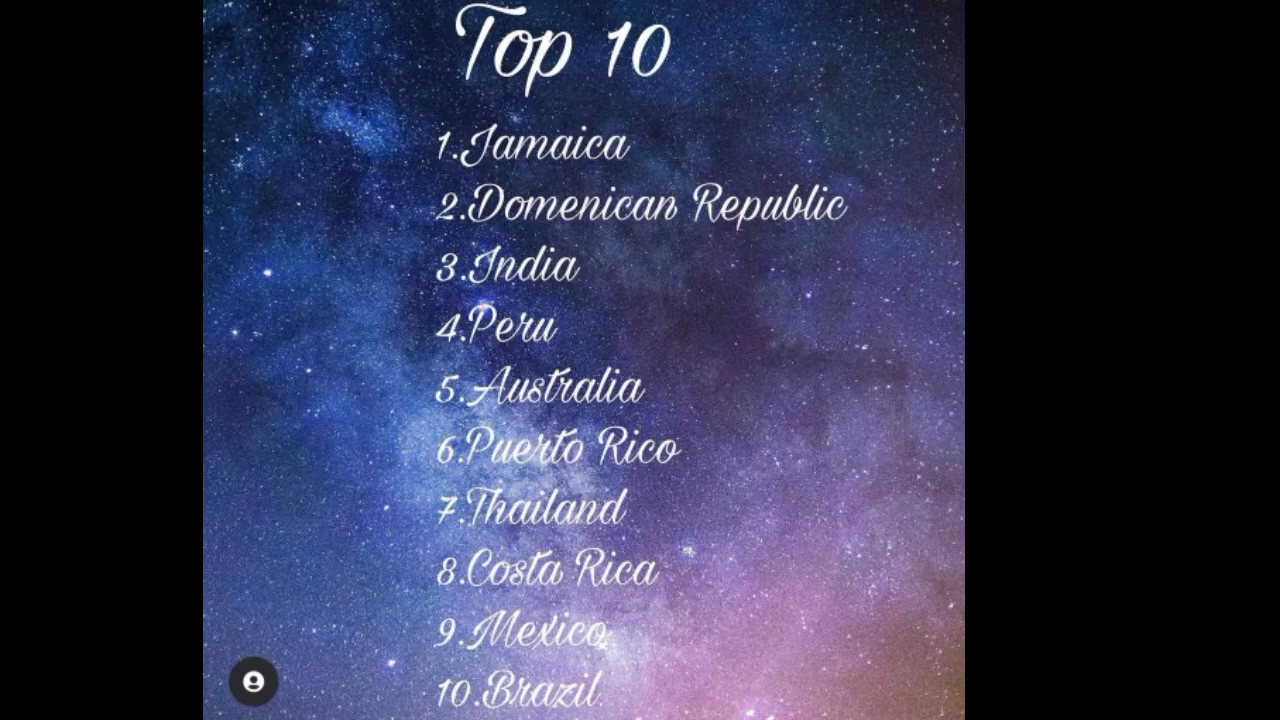 Top 10
1.Jamaica
2.Domenican Republic
3.India
4.Peru
5.Australia
6.Puerto Rico
7.Thailand
8.Costa Rica
9.Mexico
10.Brazil